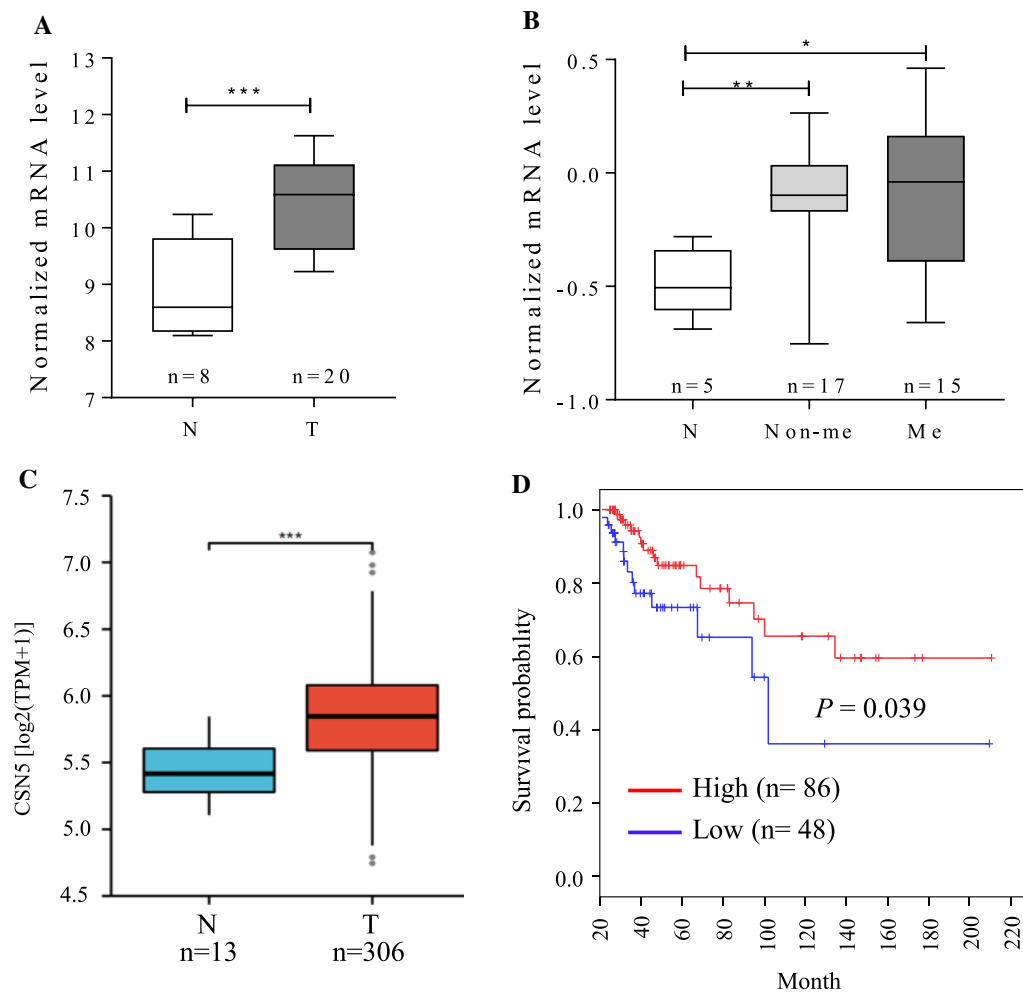 A
Normalized mRNA level
13
12
11
10
9
8
7
***
n=8
n=20
N
T
B
Normalized mRNA level
0.5
0.0
-0.5
-1.0
*
**
n=5
n=17
n=15
N
Non-me
Me
C
CSN5 [log2(TPM+1)]
7.5
7.0
6.5
6.0
5.5
5.0
4.5
***
N
T
n=13
n=306
D
Survival probability
1.0
0.8
0.6
0.4
0.2
0.0
P = 0.039
High (n= 86)
Low (n= 48)
20 40 60 80 100 120 140 160 180 200 220
Month